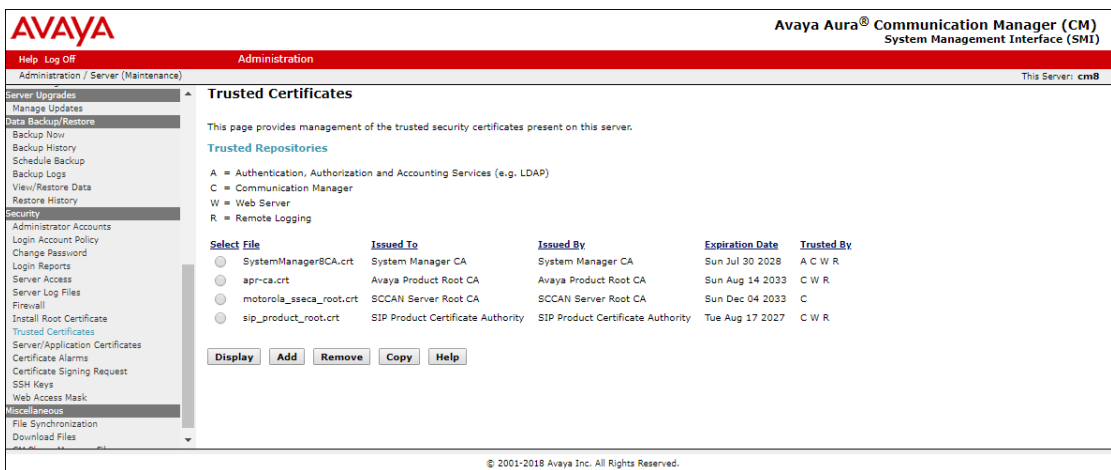 AVAYA
Avaya Aura® Communication Manager (CM)
System Management Interface (SMI)
Help Log Off Administration
Administration / Server (Maintenance) This Server: cm8
Server Upgrades
Manage Updates
Data Backup/Restore
Backup Now
Backup History
Schedule Backup
Backup Logs
View/Restore Data
Restore History
Security
Administrator Accounts
Login Account Policy
Change Password
Login Reports
Server Access
Server Log Files
Firewall
Install Root Certificate
Trusted Certificates
Server/Application Certificates
Certificate Alarms
Certificate Signing Request
SSH Keys
Web Access Mask
Miscellaneous
File Synchronization
Download Files
Trusted Certificates
This page provides management of the trusted security certificates present on this server.
Trusted Repositories
A = Authentication, Authorization and Accounting Services (e.g. LDAP)
C = Communication Manager
W = Web Server
R = Remote Logging
Select File Issued To Issued By Expiration Date Trusted By
SystemManager8CA.crt System Manager CA System Manager CA Sun Jul 30 2028 A C W R
apr-ca.crt Avaya Product Root CA Avaya Product Root CA Sun Aug 14 2033 C W R
motorola_sseca_root.crt SCCAN Server Root CA SCCAN Server Root CA Sun Dec 04 2033 C
sip_product_root.crt SIP Product Certificate Authority SIP Product Certificate Authority Tue Aug 17 2027 C W R
Display Add Remove Copy Help
© 2001-2018 Avaya Inc. All Rights Reserved.